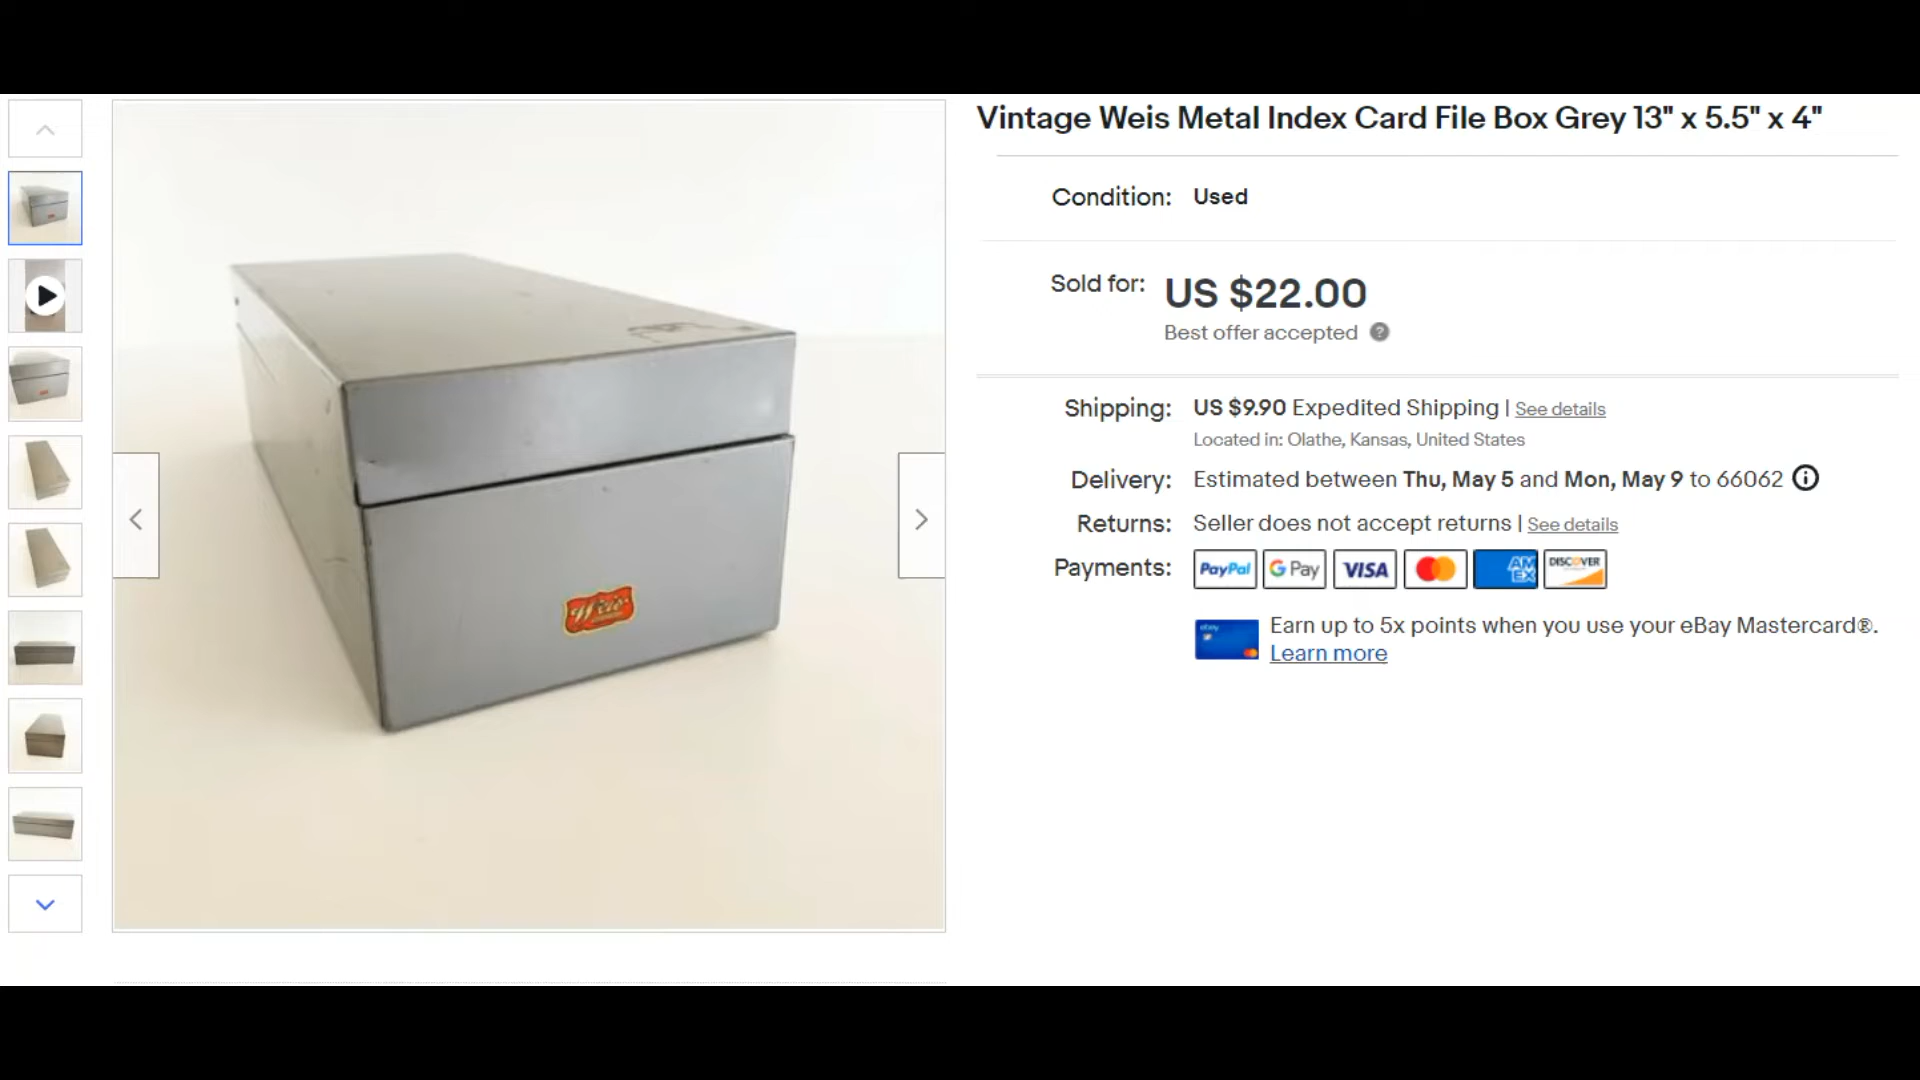 Vintage Weis Metal Index Card File Box Grey 13" x 5.5" x 4"
Condition: Used
Sold for: US $22.00
Best offer accepted
Shipping: US $9.90 Expedited Shipping | See details
Located in: Olathe, Kansas, United States
Delivery: Estimated between Thu, May 5 and Mon, May 9 to 66062
Returns: Seller does not accept returns | See details
Payments: PayPal G Pay VISA AM EX DISCOVER
ebay
Earn up to 5x points when you use your eBay Mastercard®.
Learn more
Weis